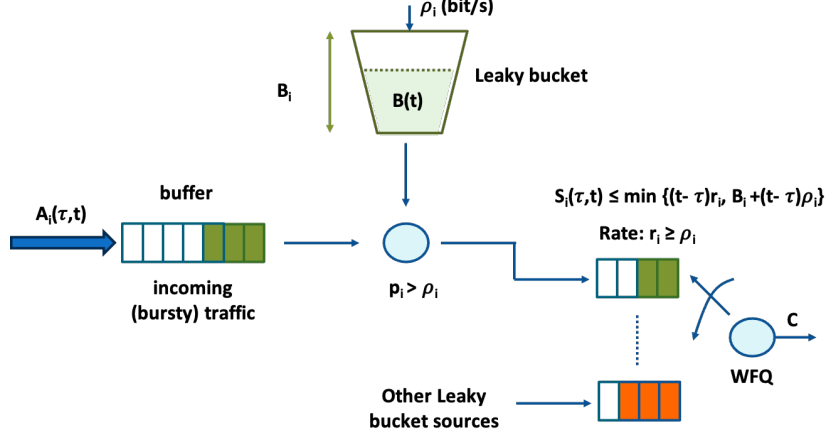 ρᵢ (bit/s)
Bᵢ
Leaky bucket
B(t)
Sᵢ(τ,t) ≤ min {(t- τ)rᵢ, Bᵢ +(t- τ)ρᵢ}
buffer
Aᵢ(τ,t)
Rate: rᵢ ≥ ρᵢ
incoming
(bursty) traffic
pᵢ > ρᵢ
C
WFQ
Other Leaky
bucket sources